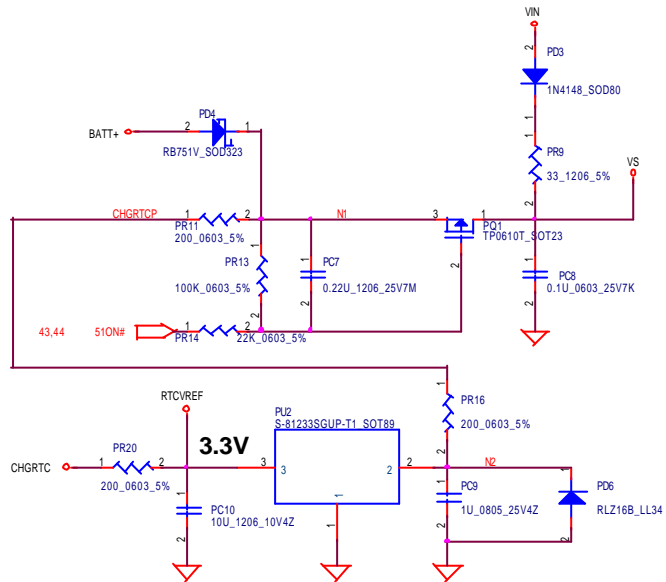 VIN
2
PD3
1N4148_SOD80
1
PD4
BATT+
2
1
RB751V_SOD323
1
PR9
33_1206_5%
2
VS
CHGRTCP
1
2
N1
3
1
PR11
200_0603_5%
PQ1
TP0610T_SOT23
1
PR13
100K_0603_5%
2
1
PC7
0.22U_1206_25V7M
2
2
1
PC8
0.1U_0603_25V7K
2
43,44
51ON#
1
2
PR14
22K_0603_5%
RTCVREF
PU2
S-81233SGUP-T1_SOT89
1
PR16
200_0603_5%
2
PR20
3.3V
CHGRTC
1
2
3
3
2
2
N2
200_0603_5%
1
PC10
10U_1206_10V4Z
2
1
1
1
PC9
1U_0805_25V4Z
2
1
PD6
RLZ16B_LL34
2